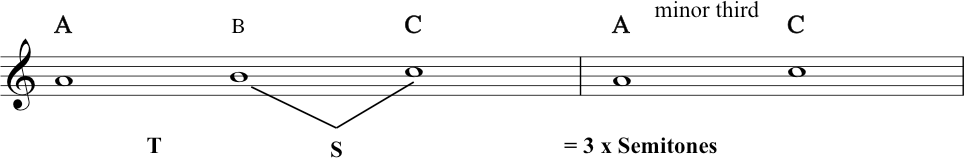 minor third
A B C A C
T S = 3 x Semitones